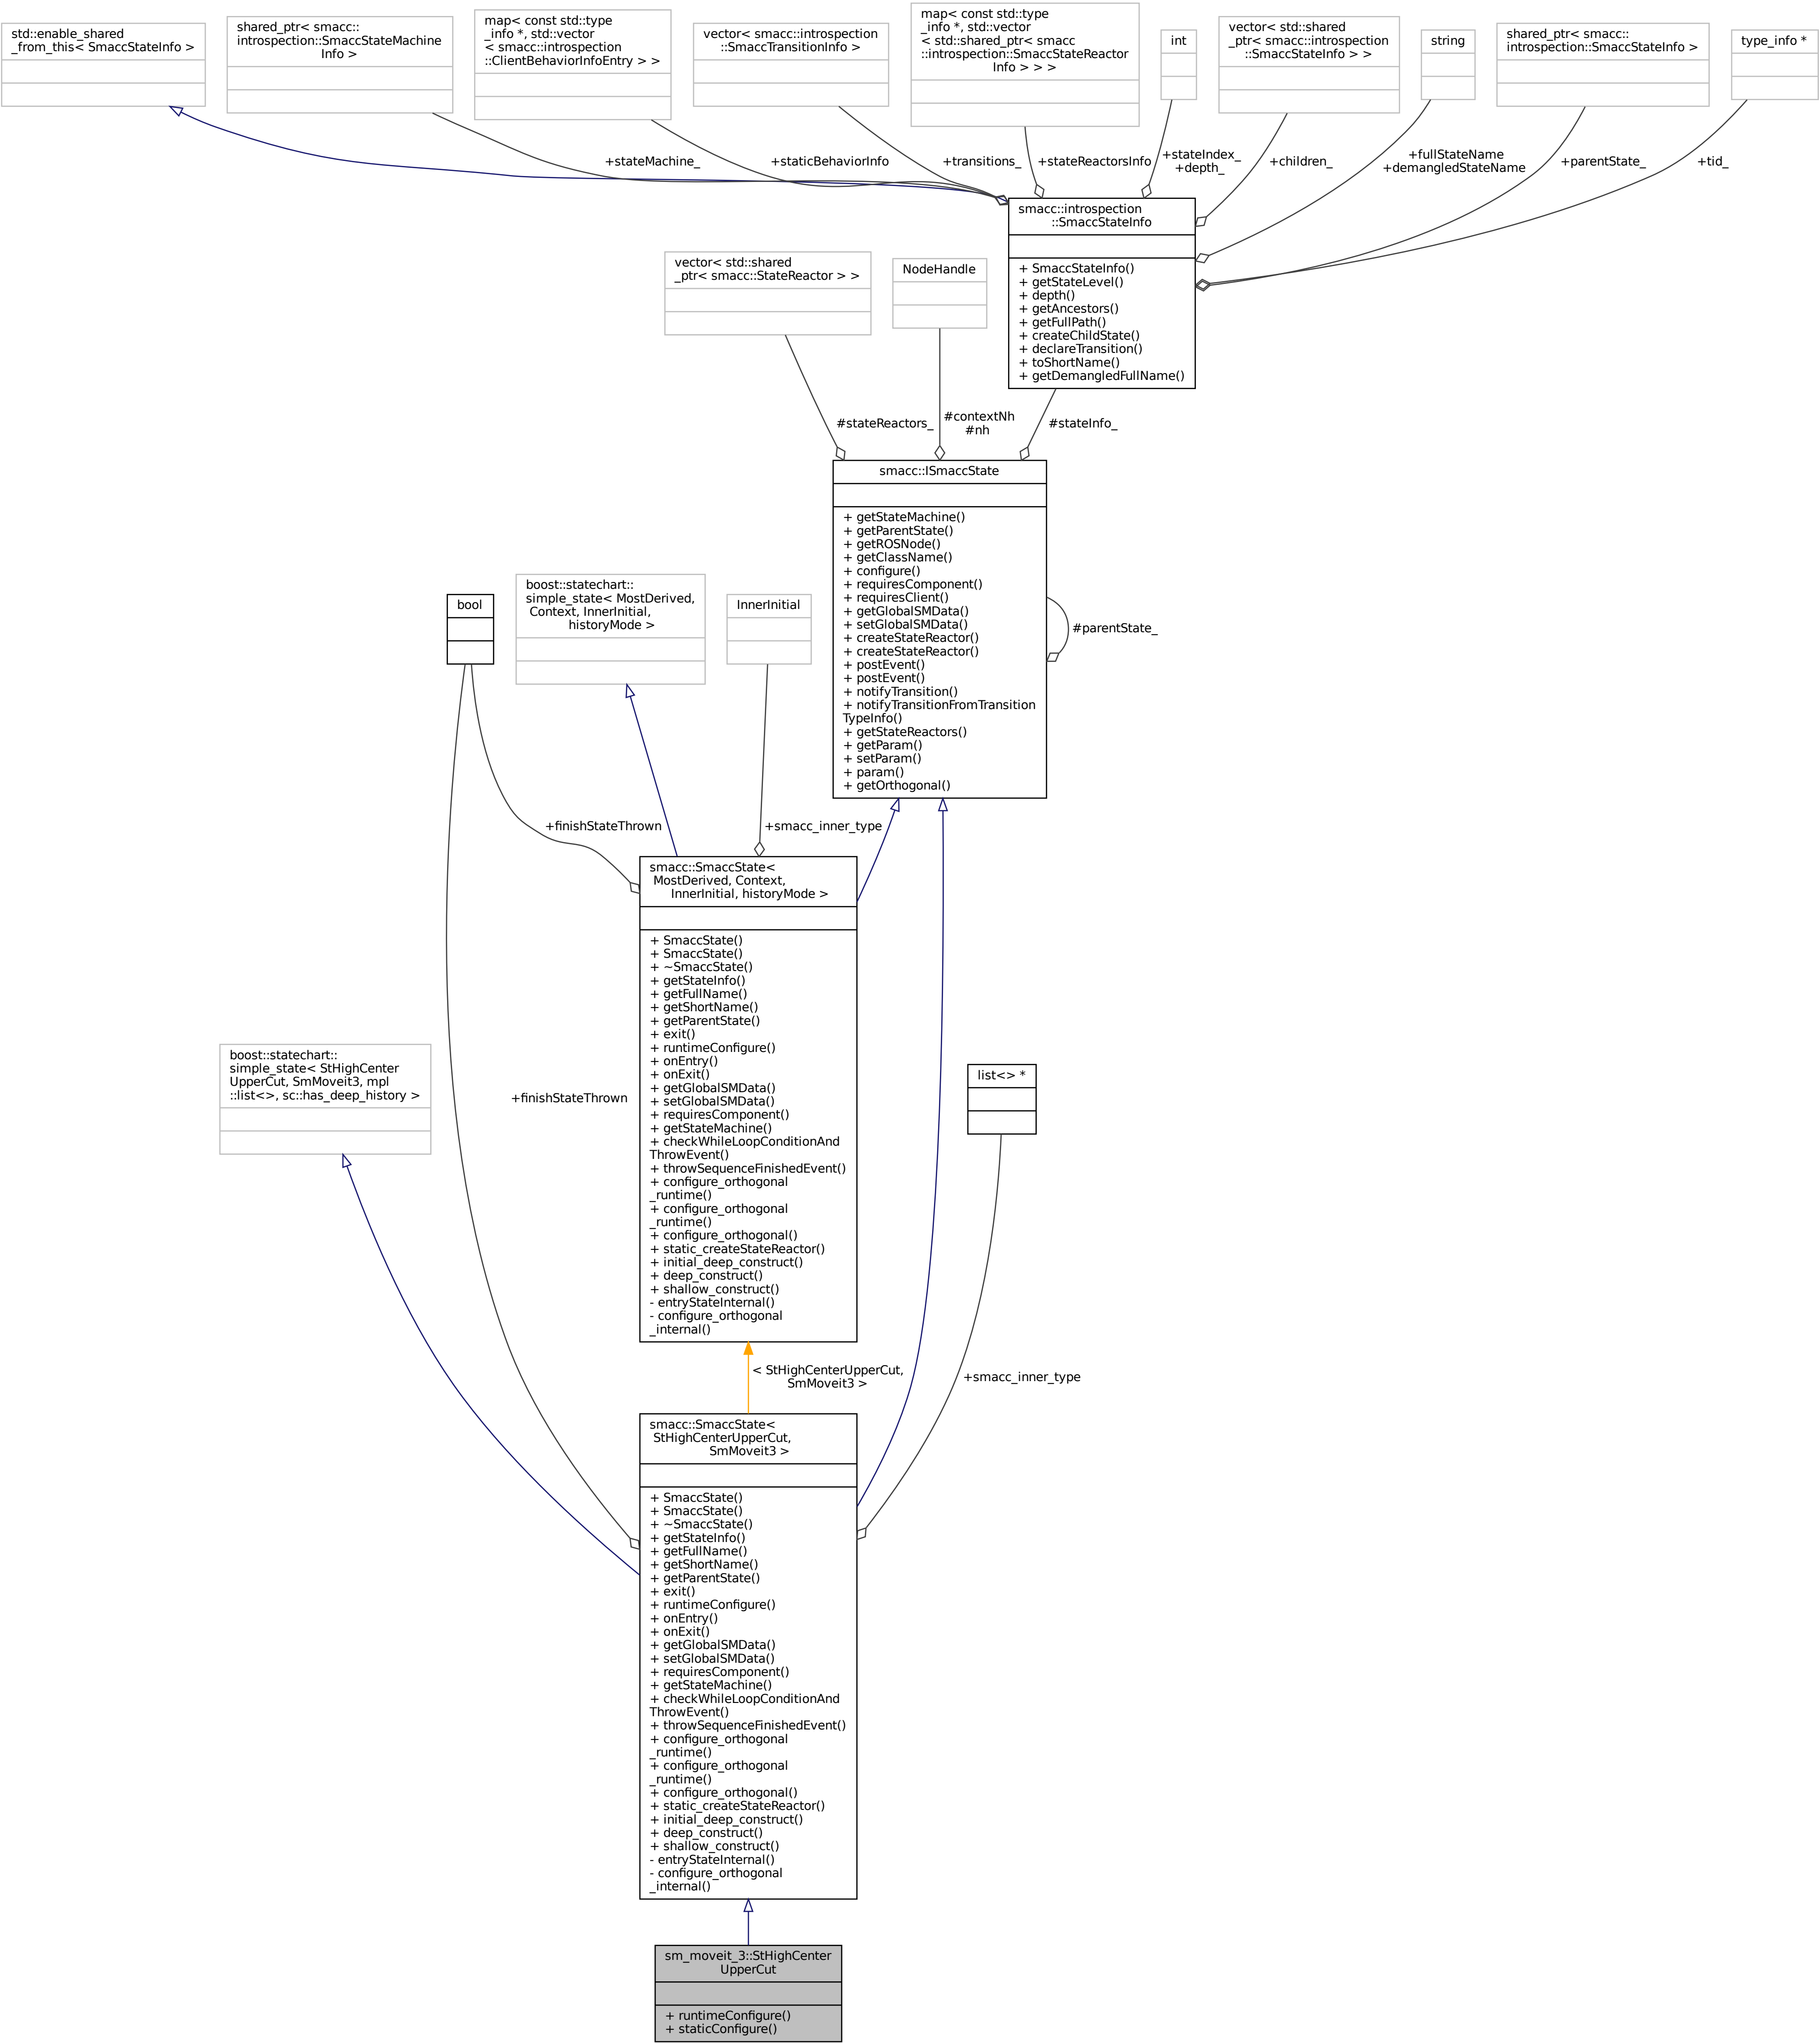 std::enable_shared
_from_this< SmaccStateInfo >
shared_ptr< smacc::
introspection::SmaccStateMachine
Info >
map< const std::type
_info *, std::vector
< smacc::introspection
::ClientBehaviorInfoEntry > >
vector< smacc::introspection
::SmaccTransitionInfo >
map< const std::type
_info *, std::vector
< std::shared_ptr< smacc
::introspection::SmaccStateReactor
Info > > >
int
vector< std::shared
_ptr< smacc::introspection
::SmaccStateInfo > >
string
shared_ptr< smacc::
introspection::SmaccStateInfo >
type_info *
+stateMachine_
+staticBehaviorInfo
+transitions_
+stateReactorsInfo
+stateIndex_
+depth_
+children_
+fullStateName
+demangledStateName
+parentState_
+tid_
smacc::introspection
::SmaccStateInfo
+ SmaccStateInfo()
+ getStateLevel()
+ depth()
+ getAncestors()
+ getFullPath()
+ createChildState()
+ declareTransition()
+ toShortName()
+ getDemangledFullName()
vector< std::shared
_ptr< smacc::StateReactor > >
NodeHandle
#stateReactors_
#contextNh
#nh
#stateInfo_
smacc::ISmaccState
+ getStateMachine()
+ getParentState()
+ getROSNode()
+ getClassName()
+ configure()
+ requiresComponent()
+ requiresClient()
+ getGlobalSMData()
+ setGlobalSMData()
+ createStateReactor()
+ createStateReactor()
+ postEvent()
+ postEvent()
+ notifyTransition()
+ notifyTransitionFromTransition
TypeInfo()
+ getStateReactors()
+ getParam()
+ setParam()
+ param()
+ getOrthogonal()
#parentState_
bool
boost::statechart::
simple_state< MostDerived,
Context, InnerInitial,
historyMode >
InnerInitial
+finishStateThrown
+smacc_inner_type
smacc::SmaccState<
MostDerived, Context,
InnerInitial, historyMode >
+ SmaccState()
+ SmaccState()
+ ~SmaccState()
+ getStateInfo()
+ getFullName()
+ getShortName()
+ getParentState()
+ exit()
+ runtimeConfigure()
+ onEntry()
+ onExit()
+ getGlobalSMData()
+ setGlobalSMData()
+ requiresComponent()
+ getStateMachine()
+ checkWhileLoopConditionAnd
ThrowEvent()
+ throwSequenceFinishedEvent()
+ configure_orthogonal
_runtime()
+ configure_orthogonal
_runtime()
+ configure_orthogonal()
+ static_createStateReactor()
+ initial_deep_construct()
+ deep_construct()
+ shallow_construct()
- entryStateInternal()
- configure_orthogonal
_internal()
boost::statechart::
simple_state< StHighCenter
UpperCut, SmMoveit3, mpl
::list<>, sc::has_deep_history >
+finishStateThrown
list<> *
< StHighCenterUpperCut,
SmMoveit3 >
+smacc_inner_type
smacc::SmaccState<
StHighCenterUpperCut,
SmMoveit3 >
+ SmaccState()
+ SmaccState()
+ ~SmaccState()
+ getStateInfo()
+ getFullName()
+ getShortName()
+ getParentState()
+ exit()
+ runtimeConfigure()
+ onEntry()
+ onExit()
+ getGlobalSMData()
+ setGlobalSMData()
+ requiresComponent()
+ getStateMachine()
+ checkWhileLoopConditionAnd
ThrowEvent()
+ throwSequenceFinishedEvent()
+ configure_orthogonal
_runtime()
+ configure_orthogonal
_runtime()
+ configure_orthogonal()
+ static_createStateReactor()
+ initial_deep_construct()
+ deep_construct()
+ shallow_construct()
- entryStateInternal()
- configure_orthogonal
_internal()
sm_moveit_3::StHighCenter
UpperCut
+ runtimeConfigure()
+ staticConfigure()